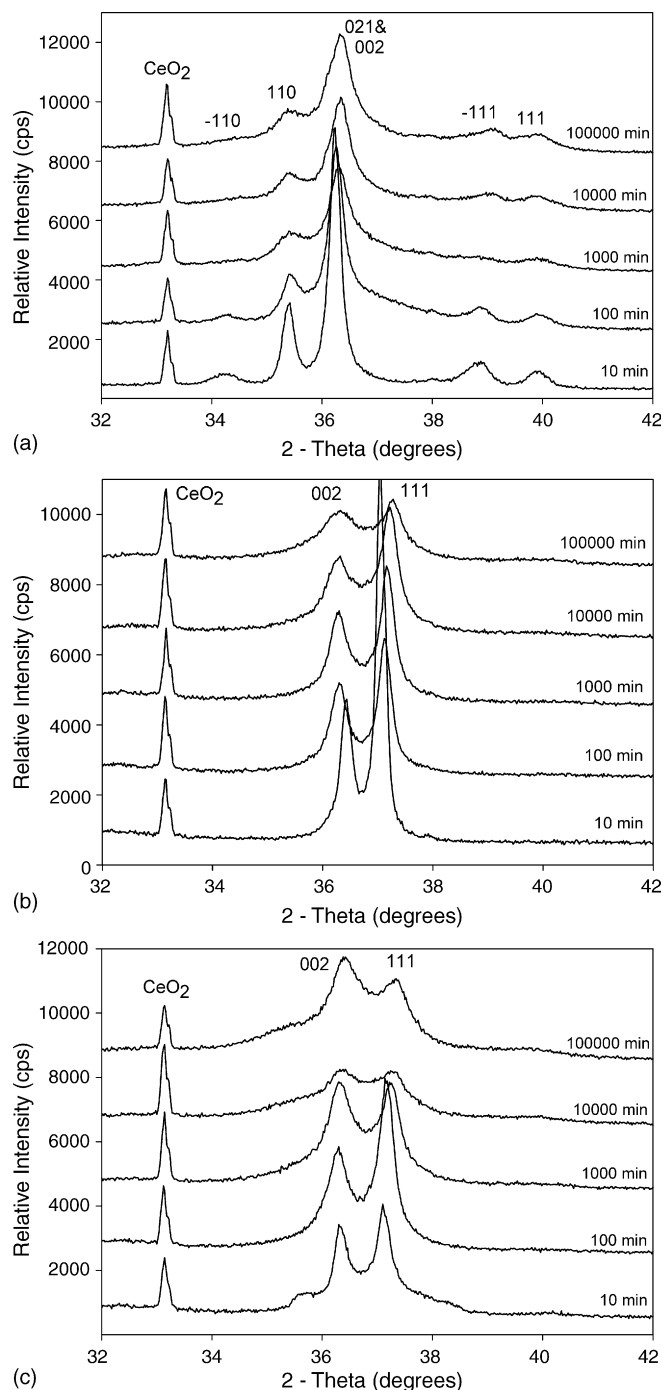 12000
10000
8000
6000
4000
2000
Relative Intensity (cps)
CeO2
-110
110
021&
002
-111
111
100000 min
10000 min
1000 min
100 min
10 min
32 34 36 38 40 42
2 - Theta (degrees)
(a)
10000
8000
6000
4000
2000
0
Relative Intensity (cps)
CeO2
002
111
100000 min
10000 min
1000 min
100 min
10 min
32 34 36 38 40 42
2 - Theta (degrees)
(b)
12000
10000
8000
6000
4000
2000
Relative Intensity (cps)
CeO2
002
111
100000 min
10000 min
1000 min
100 min
10 min
32 34 36 38 40 42
2 - Theta (degrees)
(c)